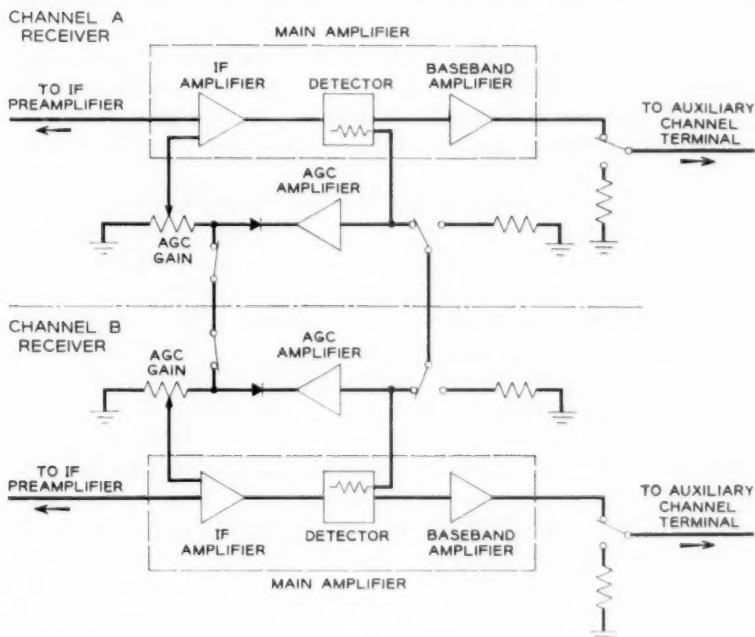 CHANNEL A
RECEIVER
MAIN AMPLIFIER
TO IF
PREAMPLIFIER
IF
AMPLIFIER
DETECTOR
BASEBAND
AMPLIFIER
TO AUXILIARY
CHANNEL
TERMINAL
AGC
AMPLIFIER
AGC
GAIN
CHANNEL B
RECEIVER
AGC
GAIN
AGC
AMPLIFIER
TO IF
PREAMPLIFIER
TO AUXILIARY
CHANNEL
TERMINAL
IF
AMPLIFIER
DETECTOR
BASEBAND
AMPLIFIER
MAIN AMPLIFIER